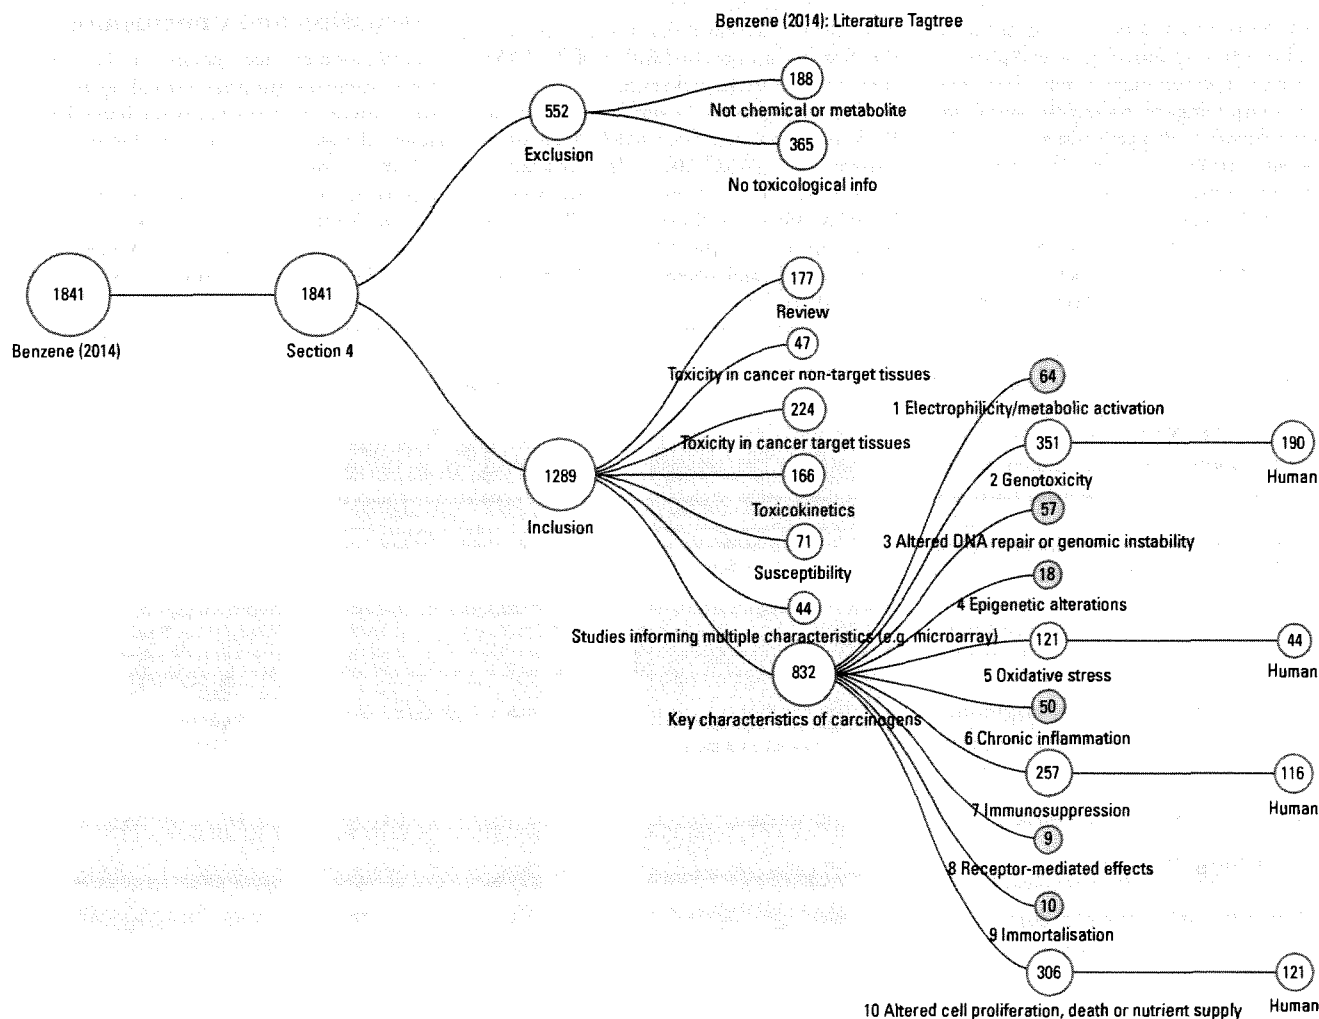 Benzene (2014): Literature Tagtree
188
Not chemical or metabolite
552
Exclusion
365
No toxicological info
1841
Benzene (2014)
1841
Section 4
177
Review
47
Toxicity in cancer non-target tissues
224
Toxicity in cancer target tissues
1289
Inclusion
166
Toxicokinetics
71
Susceptibility
44
Studies informing multiple characteristics (e.g. microarray)
832
Key characteristics of carcinogens
64
1 Electrophilicity/metabolic activation
351
2 Genotoxicity
190
Human
57
3 Altered DNA repair or genomic instability
18
4 Epigenetic alterations
121
5 Oxidative stress
44
Human
50
6 Chronic inflammation
257
7 Immunosuppression
116
Human
9
8 Receptor-mediated effects
10
9 Immortalisation
306
10 Altered cell proliferation, death or nutrient supply
121
Human